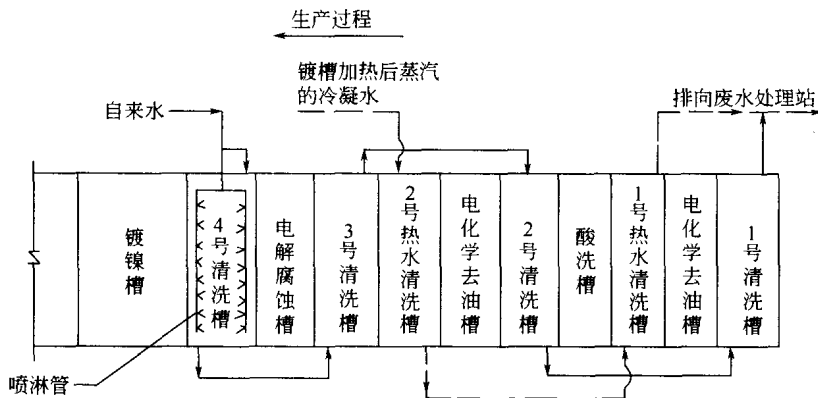 生产过程
镀槽加热后蒸汽
的冷凝水
自来水
排向废水处理站
镀镍槽
4号清洗槽
电解腐蚀槽
3号清洗槽
2号热水清洗槽
电化学去油槽
2号清洗槽
酸洗槽
1号热水清洗槽
电化学去油槽
1号清洗槽
喷淋管